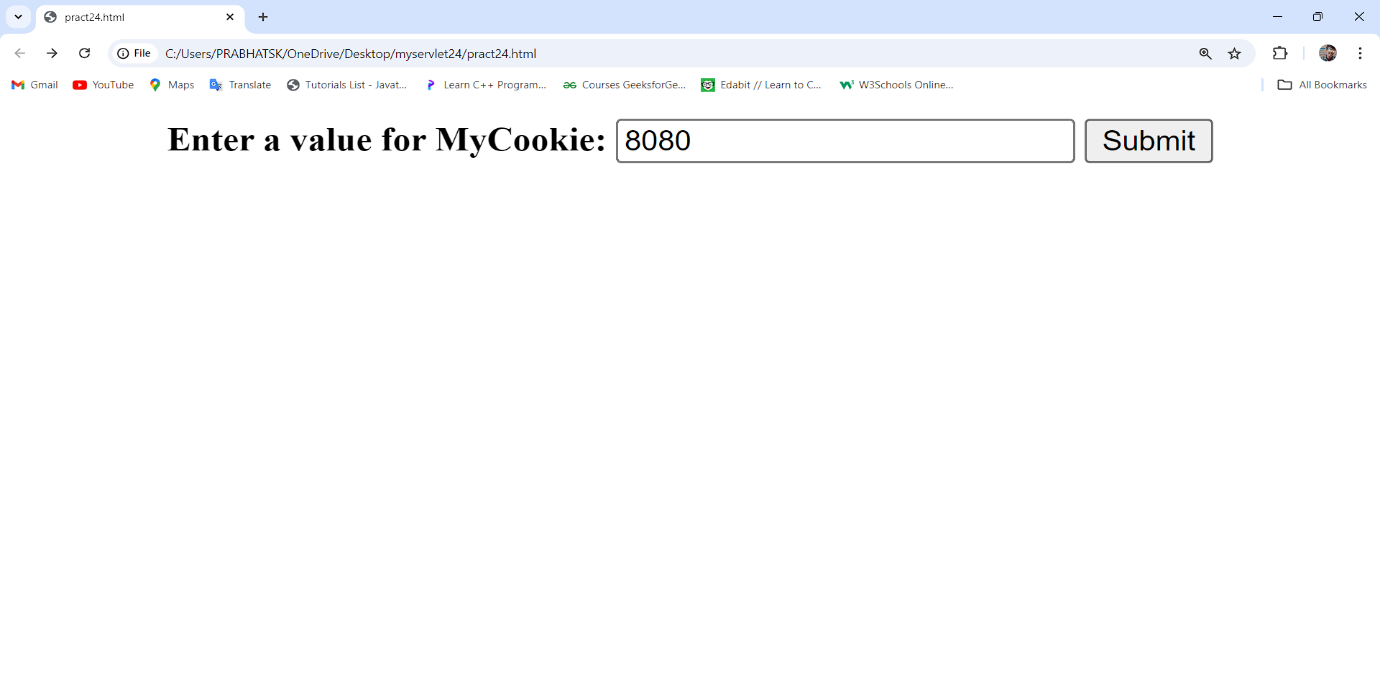 pract24.html
File C:/Users/PRABHATSK/OneDrive/Desktop/myservlet24/pract24.html
Gmail YouTube Maps Translate Tutorials List - Javat... Learn C++ Program... Courses GeeksforGe... Edabit // Learn to C... W3Schools Online... All Bookmarks
Enter a value for MyCookie: 8080 Submit